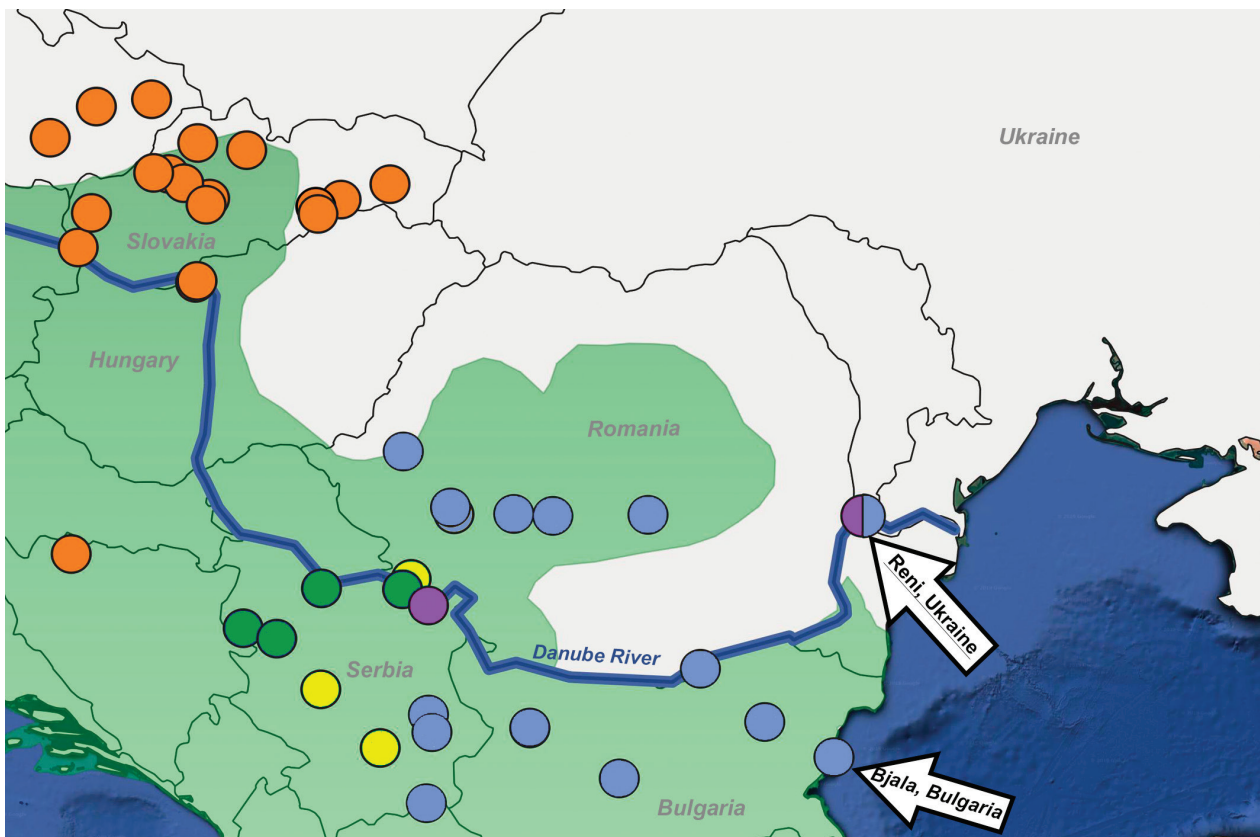 Ukraine
Slovakia
Hungary
Romania
Reni, Ukraine
Danube River
Serbia
Bjala, Bulgaria
Bulgaria